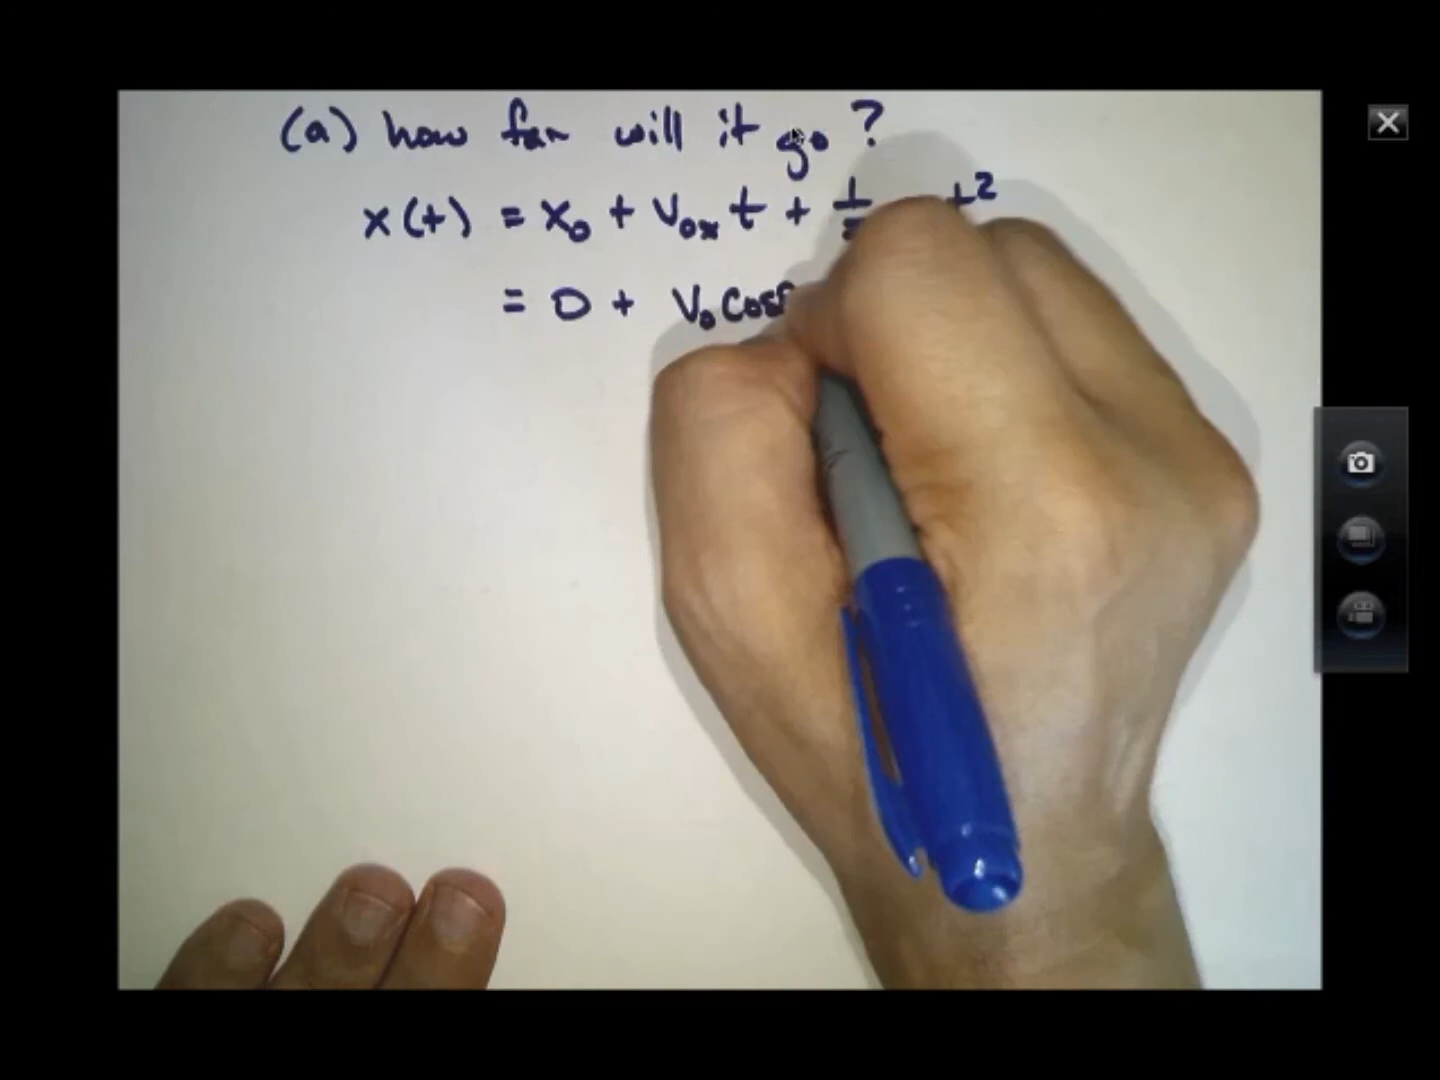 (a) how far will it go ?
x(t) = x₀ + v₀ₓ t + 1/2 t²
= 0 + v₀ cos